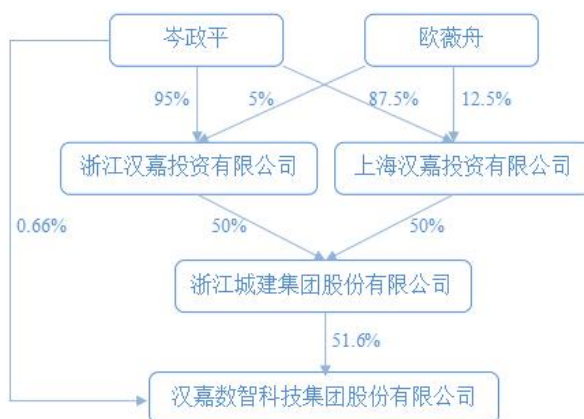 岑政平
欧薇舟
95%
5%
87.5%
12.5%
浙江汉嘉投资有限公司
上海汉嘉投资有限公司
0.66%
50%
50%
浙江城建集团股份有限公司
51.6%
汉嘉数智科技集团股份有限公司